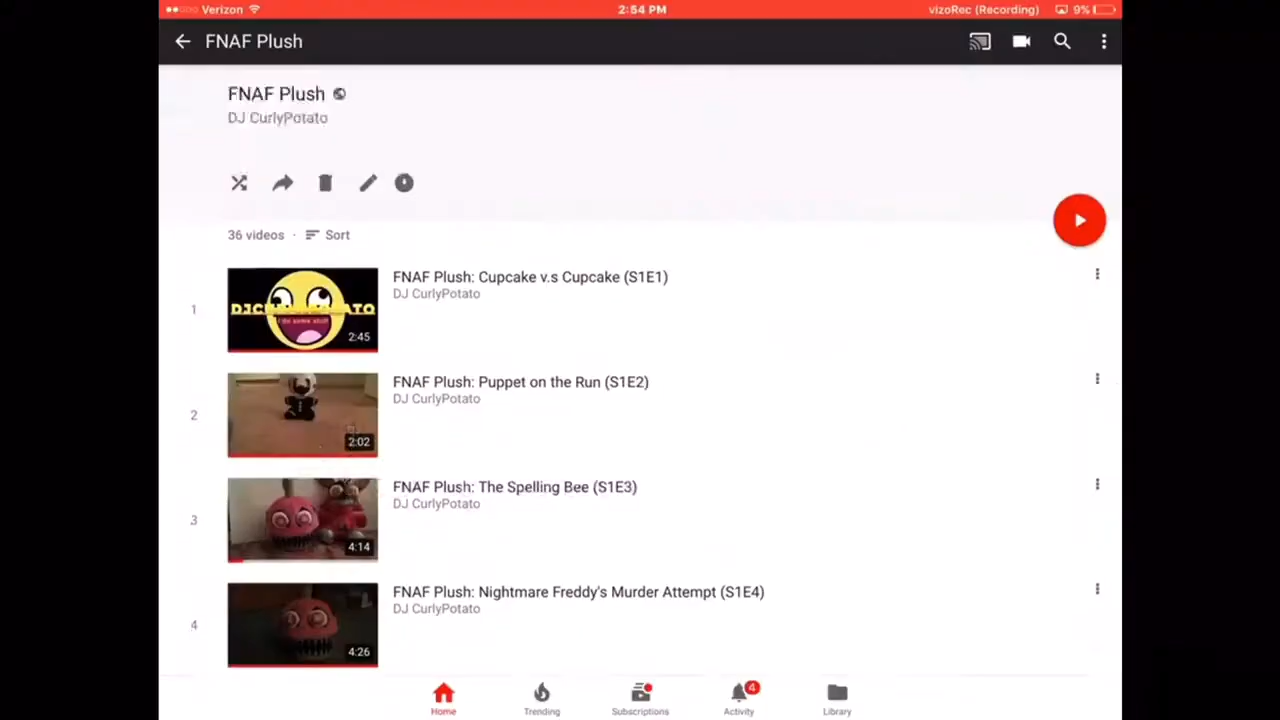 Verizon 2:54 PM vizoRec (Recording) 9%
FNAF Plush
FNAF Plush
DJ CurlyPotato
36 videos · Sort
1
2:45
FNAF Plush: Cupcake v.s Cupcake (S1E1)
DJ CurlyPotato
2
2:02
FNAF Plush: Puppet on the Run (S1E2)
DJ CurlyPotato
3
4:14
FNAF Plush: The Spelling Bee (S1E3)
DJ CurlyPotato
4
4:26
FNAF Plush: Nightmare Freddy's Murder Attempt (S1E4)
DJ CurlyPotato
4
Home Trending Subscriptions Activity Library